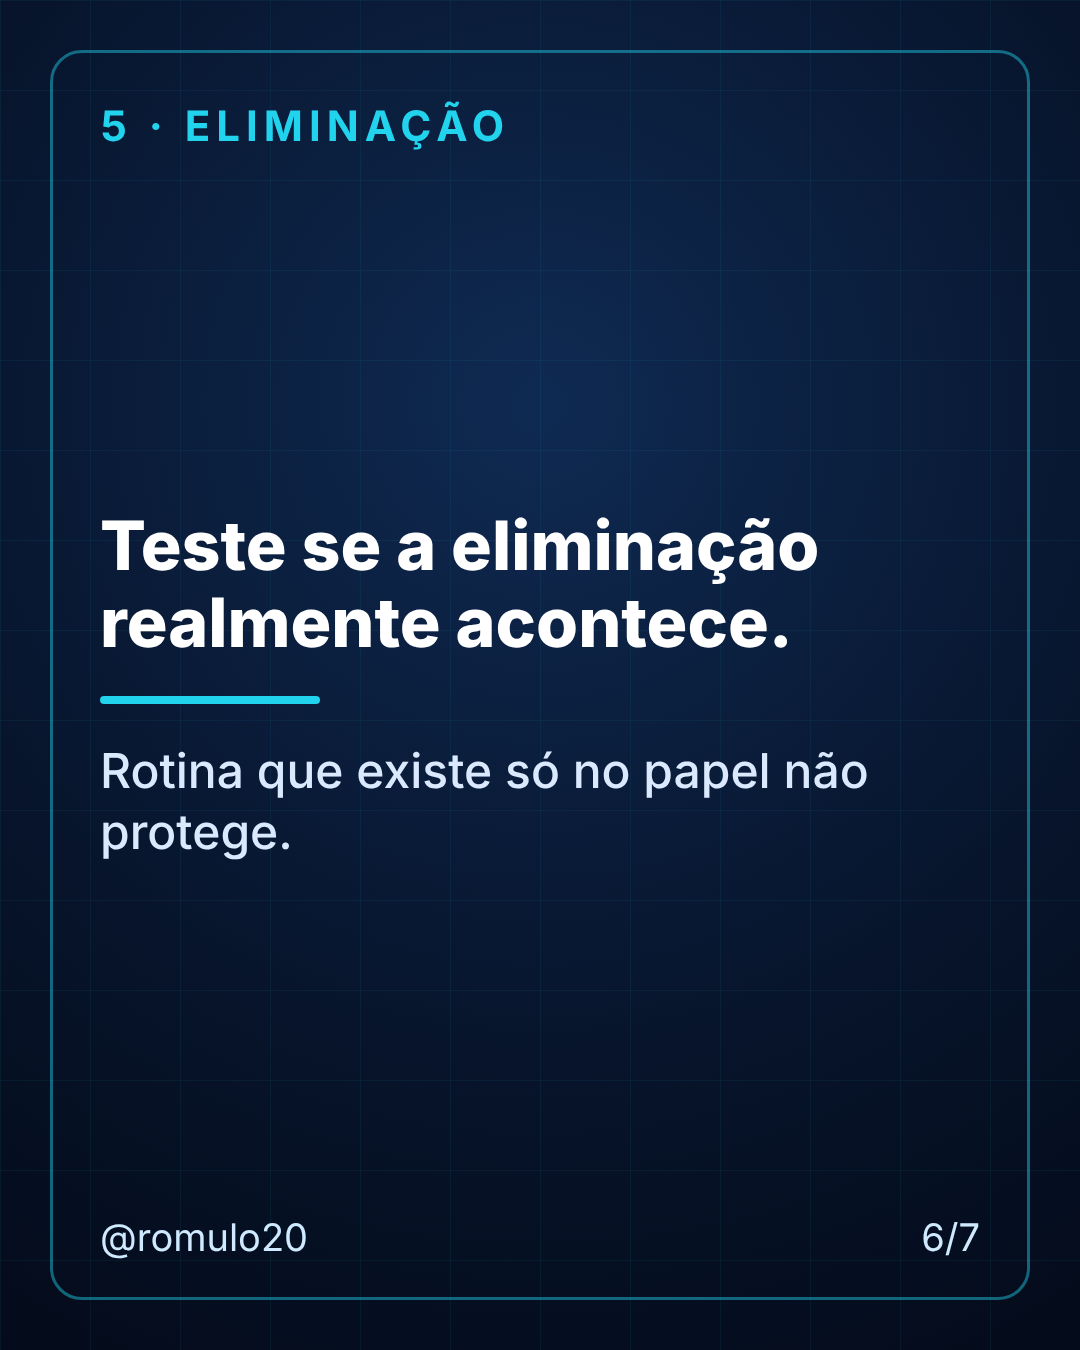 5 · ELIMINAÇÃO
Teste se a eliminação
realmente acontece.
Rotina que existe só no papel não
protege.
@romulo20
6/7